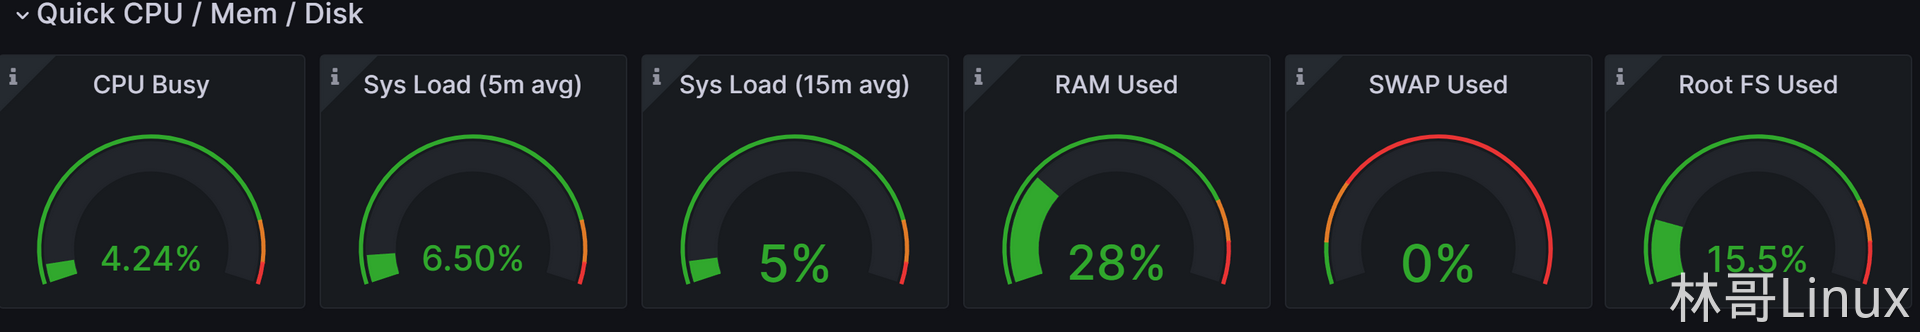 Quick CPU / Mem / Disk
CPU Busy
4.24%
Sys Load (5m avg)
6.50%
Sys Load (15m avg)
5%
RAM Used
28%
SWAP Used
0%
Root FS Used
15.5%
林哥Linux